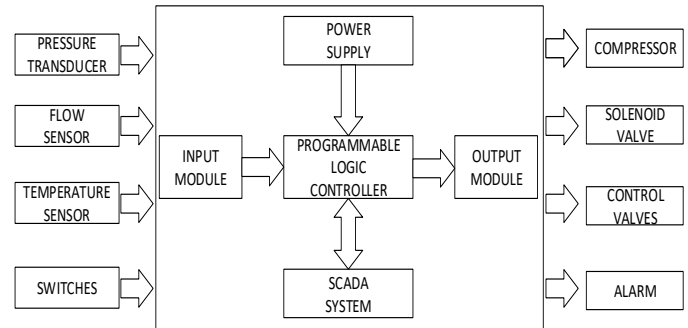 PRESSURE
TRANSDUCER
FLOW
SENSOR
TEMPERATURE
SENSOR
SWITCHES
POWER
SUPPLY
INPUT
MODULE
PROGRAMMABLE
LOGIC
CONTROLLER
OUTPUT
MODULE
SCADA
SYSTEM
COMPRESSOR
SOLENOID
VALVE
CONTROL
VALVES
ALARM